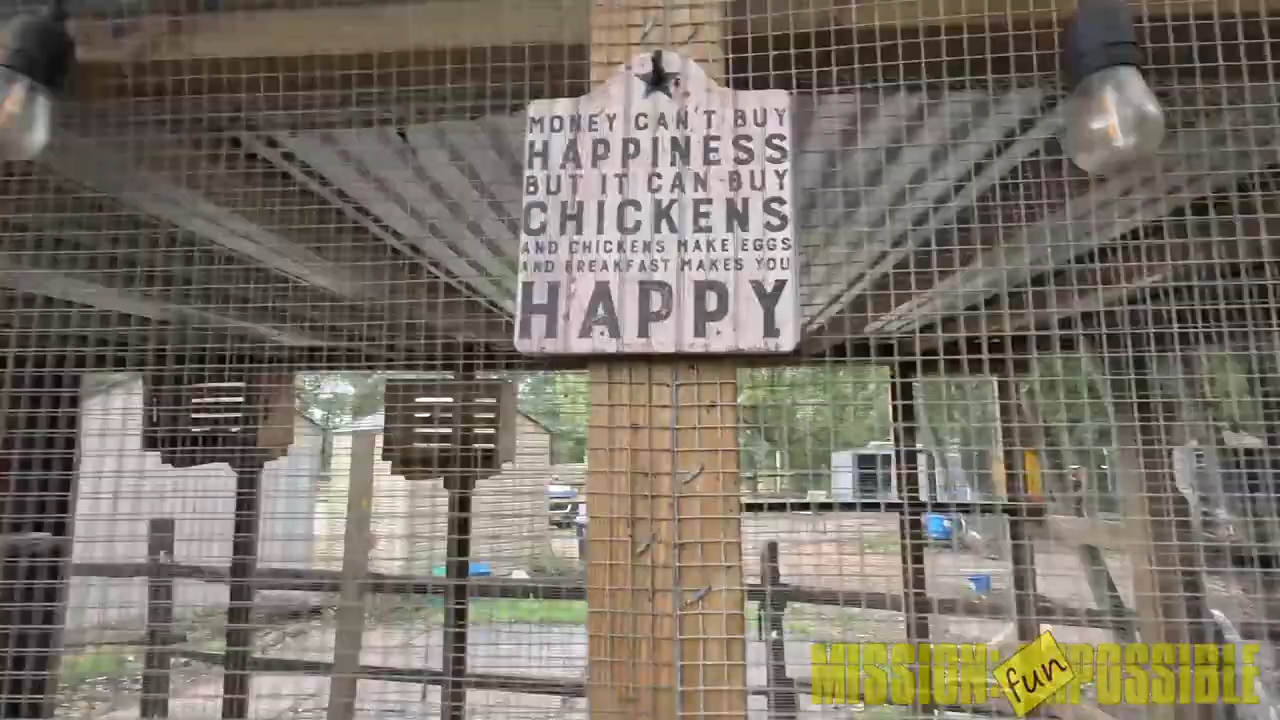 MONEY CAN'T BUY
HAPPINESS
BUT IT CAN BUY
CHICKENS
AND CHICKENS MAKE EGGS
AND BREAKFAST MAKES YOU
HAPPY
MISSION: fun POSSIBLE